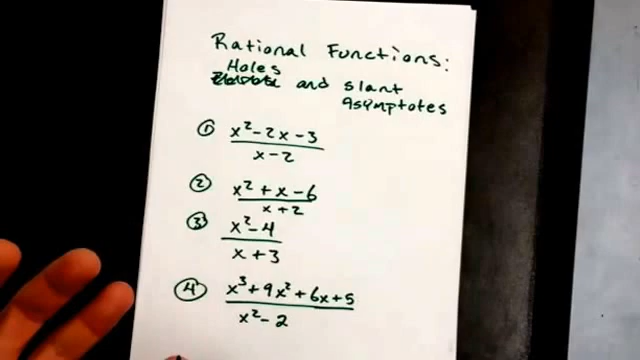 Rational Functions:
Holes
and slant
asymptotes
① x² - 2x - 3
x - 2
② x² + x - 6
x + 2
③ x² - 4
x + 3
④ x³ + 9x² + 6x + 5
x² - 2